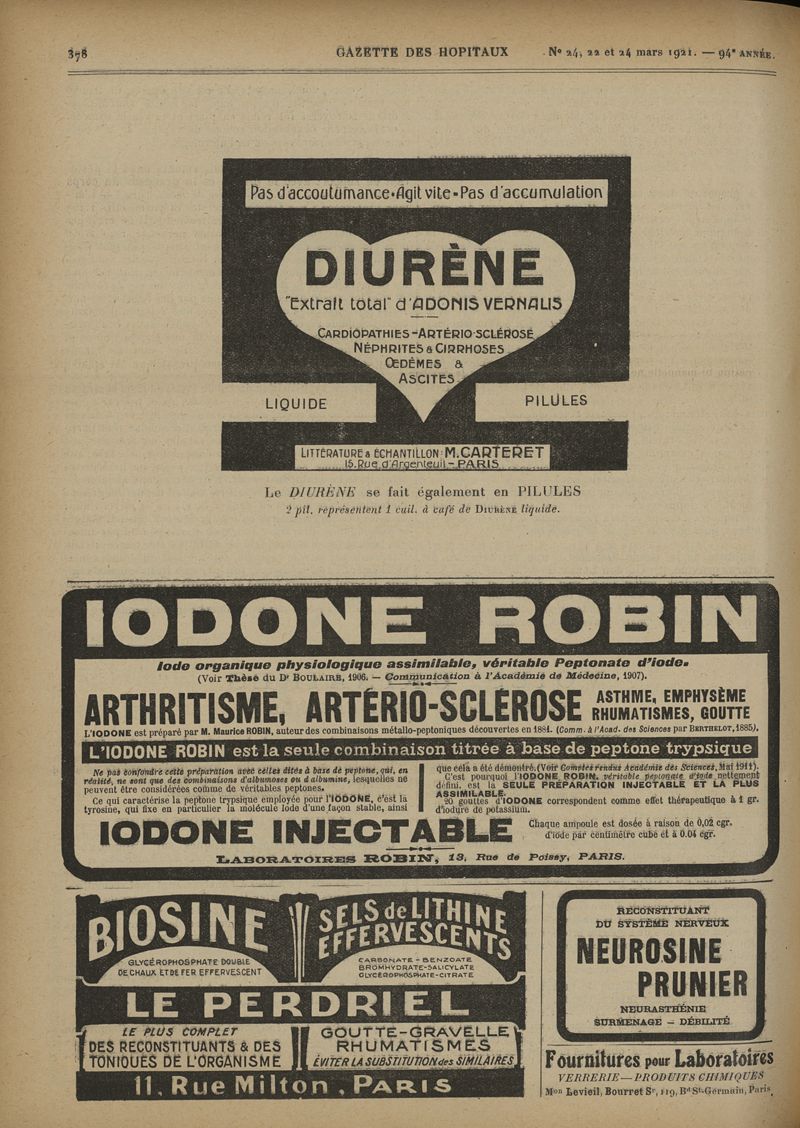 378
GAZETTE DES HOPITAUX
- No 24, 22 et 24 mars 1921. — 94e ANNÉE.
Pas d'accoutumance•Agit vite•Pas d'accumulation
DIURÈNE
"Extrait total" d'ADONIS VERNALIS
CARDIOPATHIES-ARTÉRIO-SCLÉROSE
NÉPHRITES & CIRRHOSES
ŒDÈMES &
ASCITES
LIQUIDE
PILULES
LITTÉRATURE & ÉCHANTILLON: M.CARTERET
15. Rue d'Argenteuil - PARIS
Le DIURÈNE se fait également en PILULES
2 pil. représentent 1 cuil. à café de DIURÈNE liquide.
IODONE ROBIN
Iode organique physiologique assimilable, véritable Peptonate d'iode.
(Voir Thèse du Dr BOULAIRE, 1906. — Communication à l'Académie de Médecine, 1907).
ARTHRITISME, ARTÉRIO-SCLÉROSE
ASTHME, EMPHYSÈME
RHUMATISMES, GOUTTE
L'IODONE est préparé par M. Maurice ROBIN, auteur des combinaisons métallo-peptoniques découvertes en 1881. (Comm. à l'Acad. des Sciences par BERTHELOT, 1885).
L'IODONE ROBIN est la seule combinaison titrée à base de peptone trypsique
Ne pas confondre cette préparation avec celles dites à base de peptone, qui, en
réalité, ne sont que des combinaisons d'albumoses ou d'albumine, lesquelles ne
peuvent être considérées comme de véritables peptones.
Ce qui caractérise la peptone trypsique employée pour l'IODONE, c'est la
tyrosine, qui fixe en particulier la molécule Iode d'une façon stable, ainsi
que cela a été démontré. (Voir Comptes rendus Académie des Sciences, Mai 1911).
C'est pourquoi l'IODONE ROBIN, véritable peptonate d'iode nettement
défini, est la SEULE PRÉPARATION INJECTABLE ET LA PLUS
ASSIMILABLE.
20 gouttes d'IODONE correspondent comme effet thérapeutique à 1 gr.
d'iodure de potassium.
IODONE INJECTABLE
Chaque ampoule est dosée à raison de 0,02 cgr.
d'Iode par centimètre cube et à 0.04 cgr.
LABORATOIRES ROBIN, 13, Rue de Poissy, PARIS.
BIOSINE
GLYCÉROPHOSPHATE DOUBLE
DE CHAUX ET DE FER EFFERVESCENT
SELS de LITHINE
EFFERVESCENTS
CARBONATE - BENZOATE
BROMHYDRATE-SALICYLATE
GLYCÉROPHOSPHATE-CITRATE
LE PERDRIEL
LE PLUS COMPLET
DES RECONSTITUANTS & DES
TONIQUES DE L'ORGANISME
GOUTTE-GRAVELLE
RHUMATISMES
ÉVITER LA SUBSTITUTION des SIMILAIRES
11, Rue Milton, PARIS
RECONSTITUANT
DU SYSTÈME NERVEUX
NEUROSINE
PRUNIER
NEURASTHÉNIE
SURMENAGE — DÉBILITÉ
Fournitures pour Laboratoires
VERRERIE — PRODUITS CHIMIQUES
Mon Levieil, Bourret Sr, 119, Bd St-Germain, Paris.